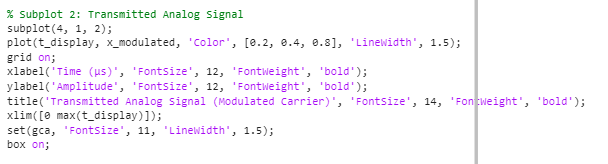 % Subplot 2: Transmitted Analog Signal
subplot(4, 1, 2);
plot(t_display, x_modulated, 'Color', [0.2, 0.4, 0.8], 'LineWidth', 1.5);
grid on;
xlabel('Time (µs)', 'FontSize', 12, 'FontWeight', 'bold');
ylabel('Amplitude', 'FontSize', 12, 'FontWeight', 'bold');
title('Transmitted Analog Signal (Modulated Carrier)', 'FontSize', 14, 'FontWeight', 'bold');
xlim([0 max(t_display)]);
set(gca, 'FontSize', 11, 'LineWidth', 1.5);
box on;